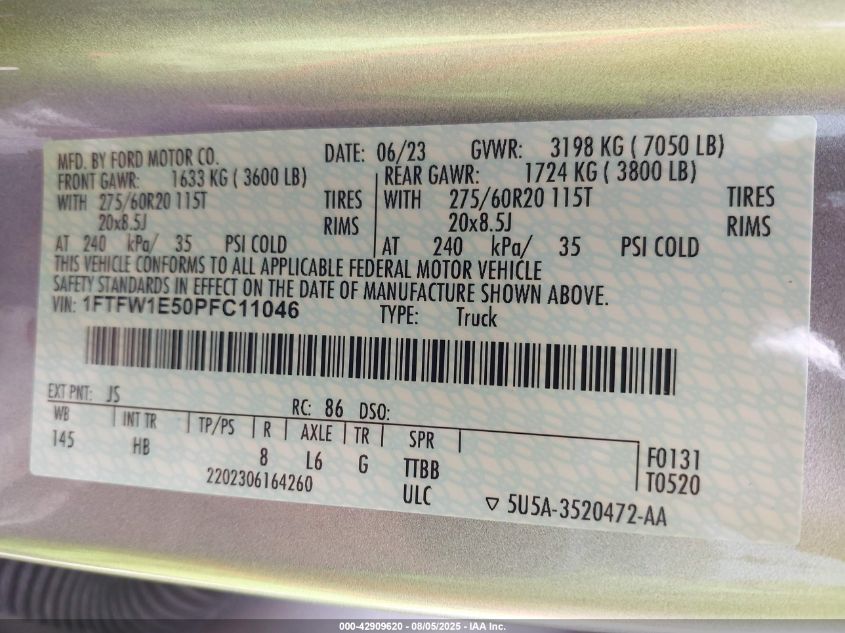 MFD. BY FORD MOTOR CO. DATE: 06/23 GVWR: 3198 KG ( 7050 LB)
FRONT GAWR: 1633 KG ( 3600 LB) REAR GAWR: 1724 KG ( 3800 LB)
WITH 275/60R20 115T TIRES WITH 275/60R20 115T TIRES
20x8.5J RIMS 20x8.5J RIMS
AT 240 kPa/ 35 PSI COLD AT 240 kPa/ 35 PSI COLD
THIS VEHICLE CONFORMS TO ALL APPLICABLE FEDERAL MOTOR VEHICLE
SAFETY STANDARDS IN EFFECT ON THE DATE OF MANUFACTURE SHOWN ABOVE.
VIN: 1FTFW1E50PFC11046 TYPE: Truck
EXT PNT: JS RC: 86 DSO:
WB INT TR TP/PS R AXLE TR SPR
145 HB 8 L6 G TTBB F0131
2202306164260 ULC T0520
▽ 5U5A-3520472-AA
000-42909620 - 08/05/2025 - IAA Inc.